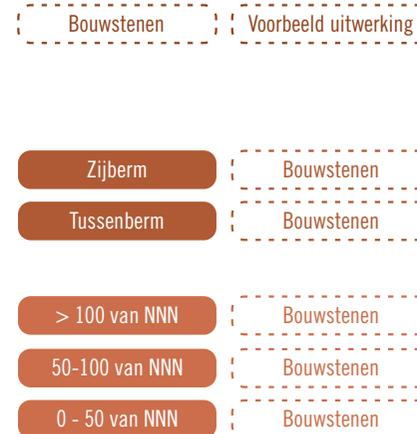 Bouwstenen Voorbeeld uitwerking
Zijberm Bouwstenen
Tussenberm Bouwstenen
> 100 van NNN Bouwstenen
50-100 van NNN Bouwstenen
0 - 50 van NNN Bouwstenen